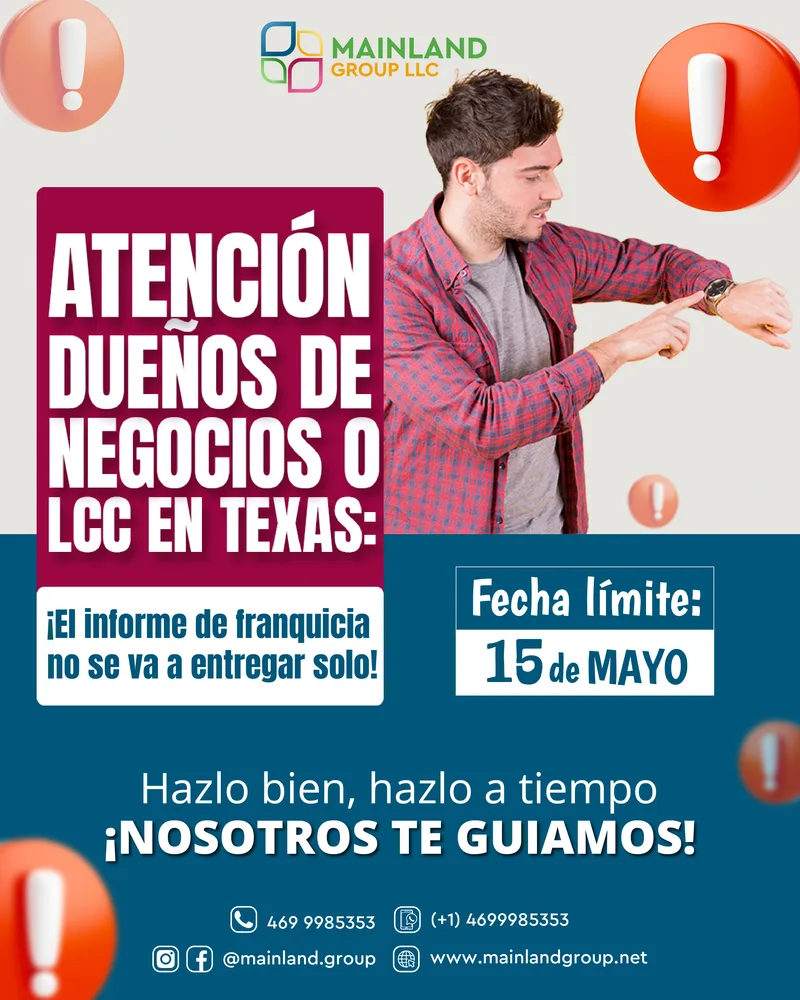 MAINLAND
GROUP LLC
ATENCIÓN
DUEÑOS DE
NEGOCIOS O
LCC EN TEXAS:
¡El informe de franquicia
no se va a entregar solo!
Fecha límite:
15 de MAYO
Hazlo bien, hazlo a tiempo
¡NOSOTROS TE GUIAMOS!
469 9985353 (+1) 4699985353
@mainland.group www.mainlandgroup.net